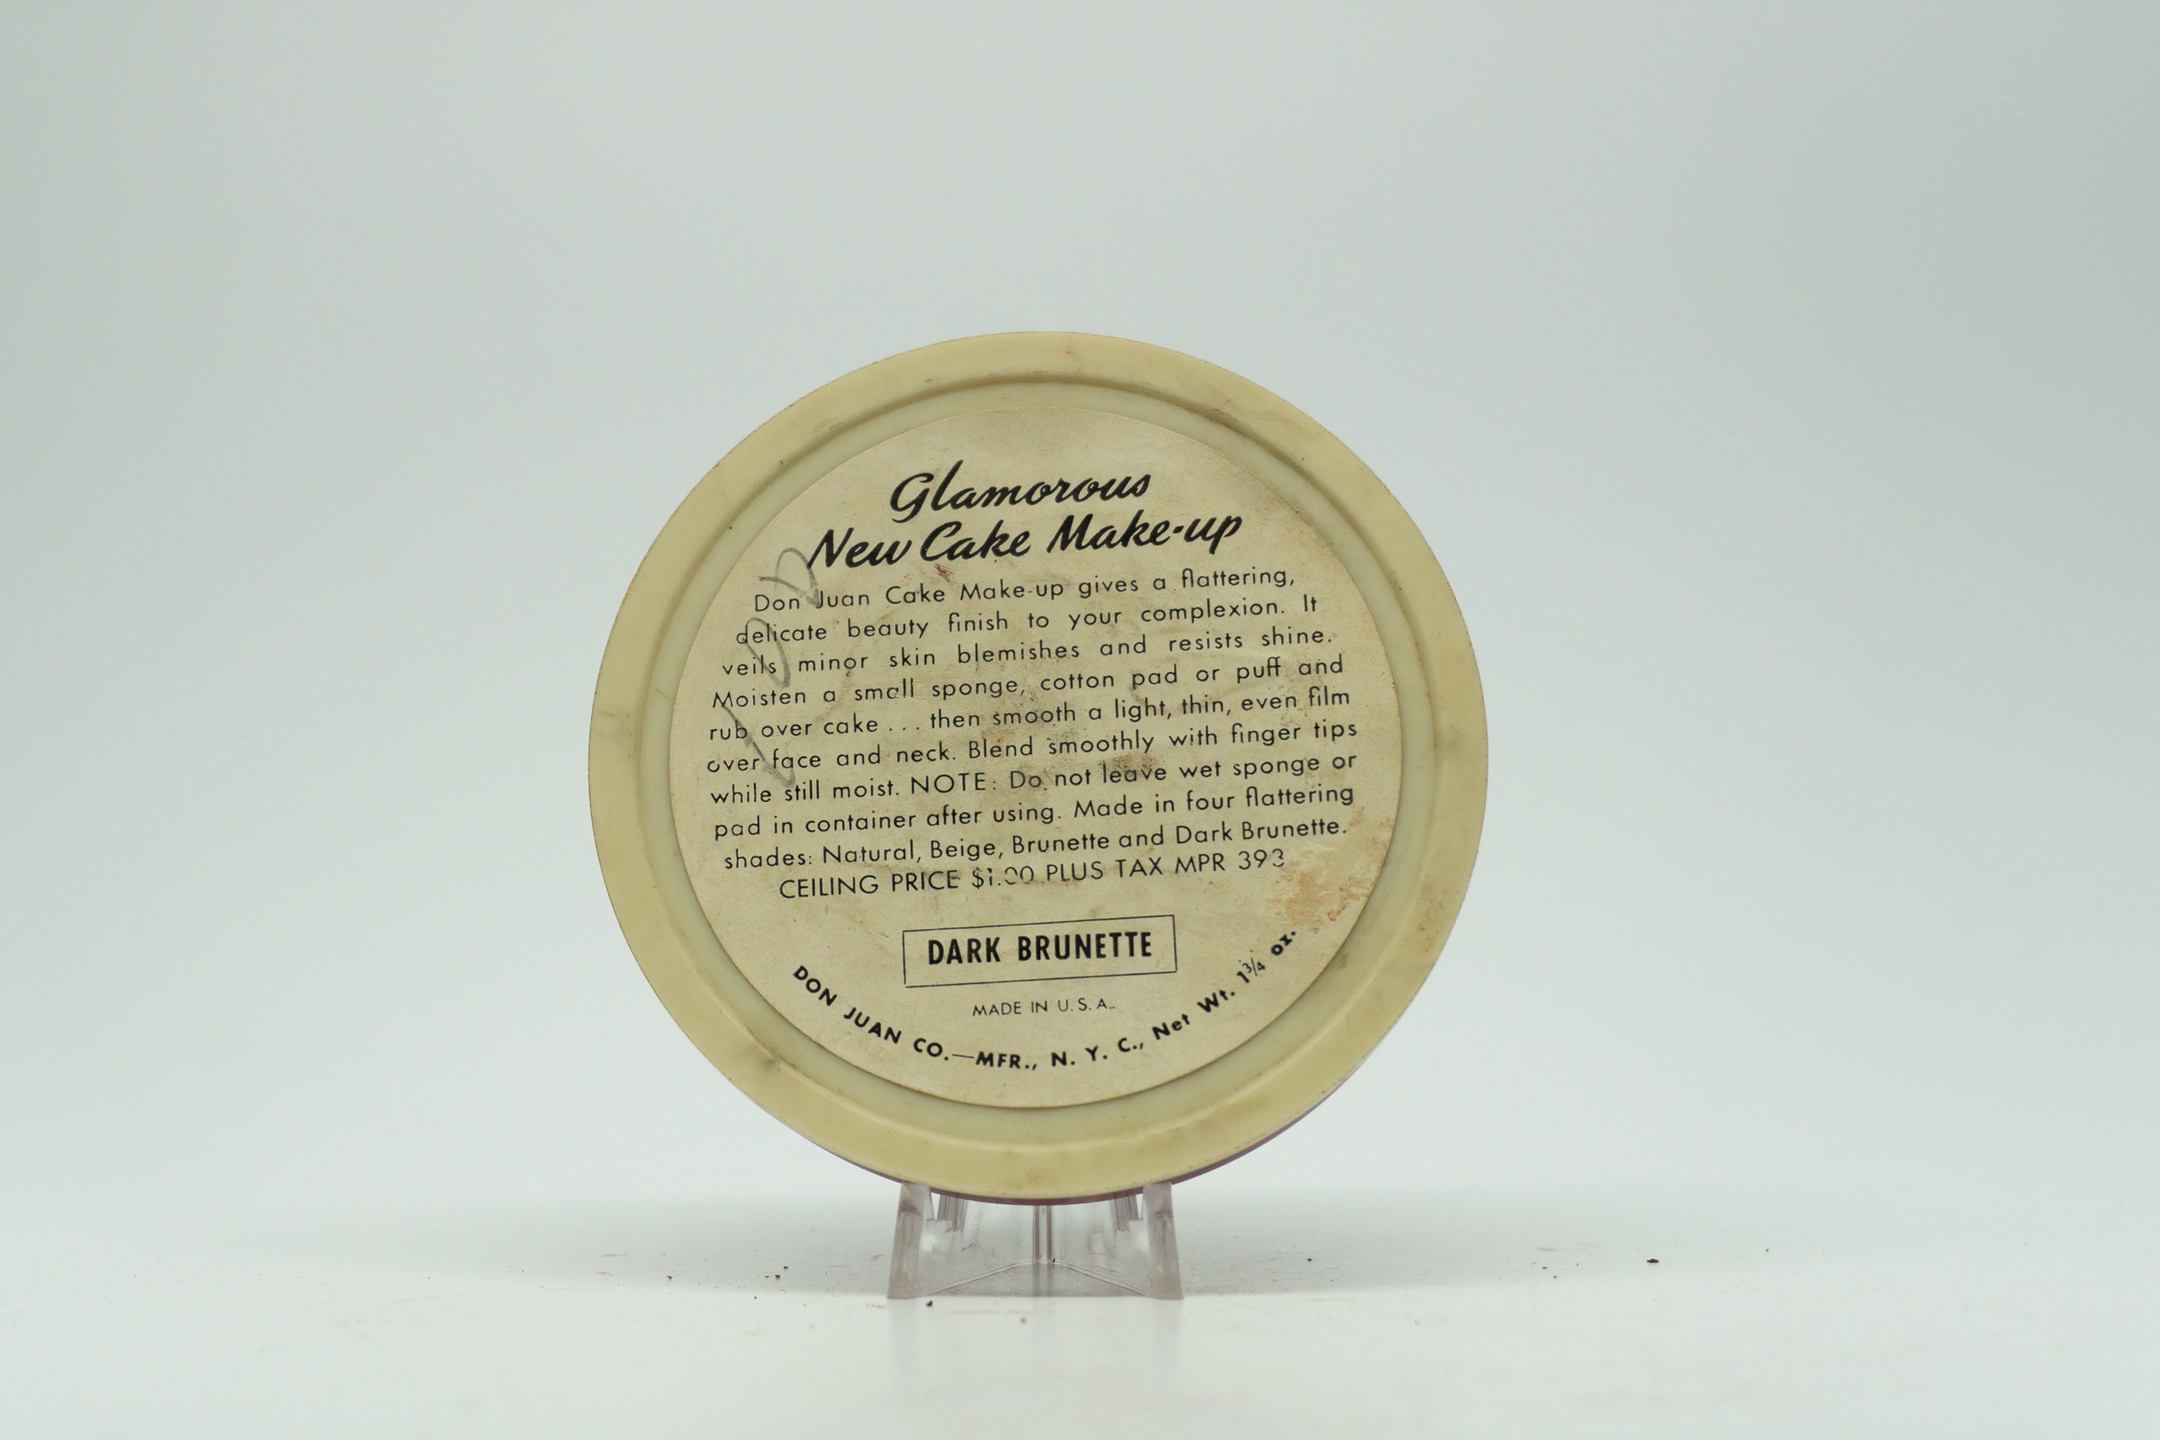 Glamorous
New Cake Make-up
Don Juan Cake Make-up gives a flattering,
delicate beauty finish to your complexion. It
veils minor skin blemishes and resists shine.
Moisten a small sponge, cotton pad or puff and
rub over cake . . . then smooth a light, thin, even film
over face and neck. Blend smoothly with finger tips
while still moist. NOTE: Do not leave wet sponge or
pad in container after using. Made in four flattering
shades: Natural, Beige, Brunette and Dark Brunette.
CEILING PRICE $1.00 PLUS TAX MPR 393
DARK BRUNETTE
MADE IN U. S. A.
DON JUAN CO.—MFR., N. Y. C., Net Wt. 1¾ oz.